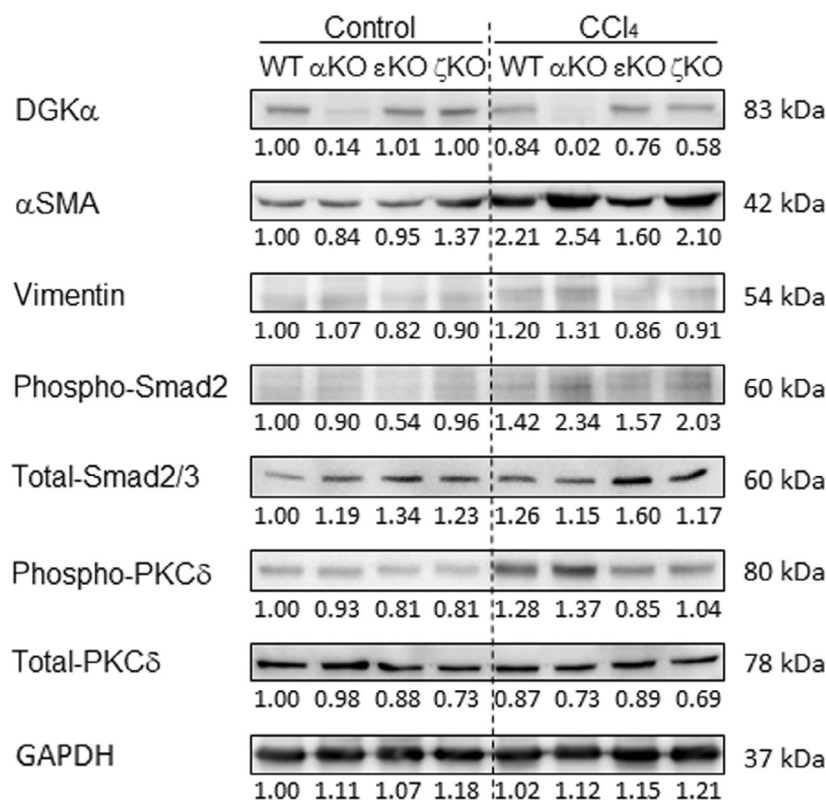 Control CCl₄
WT αKO εKO ζKO WT αKO εKO ζKO
DGKα 83 kDa
1.00 0.14 1.01 1.00 0.84 0.02 0.76 0.58
αSMA 42 kDa
1.00 0.84 0.95 1.37 2.21 2.54 1.60 2.10
Vimentin 54 kDa
1.00 1.07 0.82 0.90 1.20 1.31 0.86 0.91
Phospho-Smad2 60 kDa
1.00 0.90 0.54 0.96 1.42 2.34 1.57 2.03
Total-Smad2/3 60 kDa
1.00 1.19 1.34 1.23 1.26 1.15 1.60 1.17
Phospho-PKCδ 80 kDa
1.00 0.93 0.81 0.81 1.28 1.37 0.85 1.04
Total-PKCδ 78 kDa
1.00 0.98 0.88 0.73 0.87 0.73 0.89 0.69
GAPDH 37 kDa
1.00 1.11 1.07 1.18 1.02 1.12 1.15 1.21